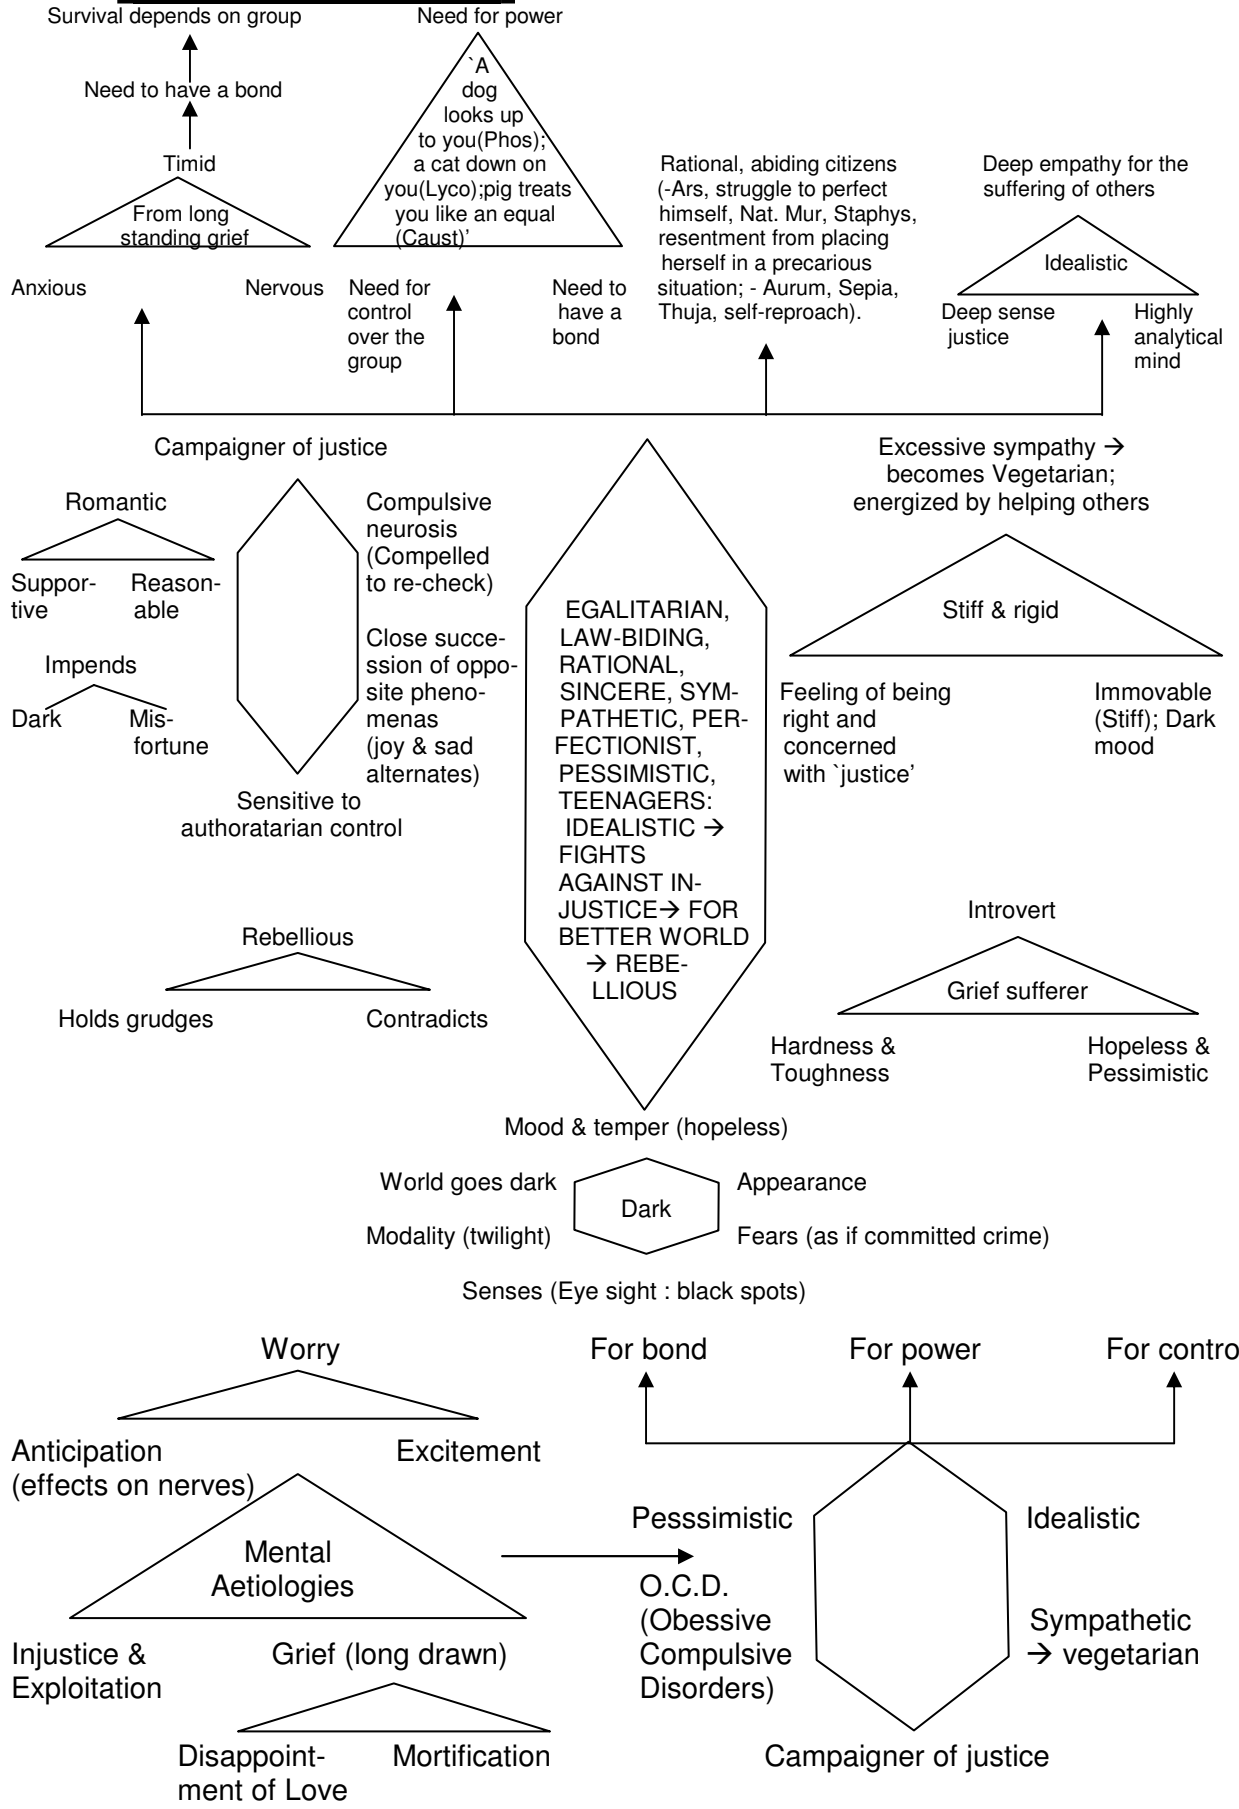 Survival depends on group
Need for power
Need to have a bond
Timid
From long
standing grief
Anxious
Nervous
`A
dog
looks up
to you(Phos);
a cat down on
you(Lyco);pig treats
you like an equal
(Caust)'
Need for
control
over the
group
Need to
have a
bond
Rational, abiding citizens
(-Ars, struggle to perfect
himself, Nat. Mur, Staphys,
resentment from placing
herself in a precarious
situation; - Aurum, Sepia,
Thuja, self-reproach).
Deep empathy for the
suffering of others
Idealistic
Deep sense
justice
Highly
analytical
mind
Campaigner of justice
Romantic
Suppor-
tive
Reason-
able
Impends
Dark
Mis-
fortune
Compulsive
neurosis
(Compelled
to re-check)
Close succe-
ssion of oppo-
site pheno-
menas
(joy & sad
alternates)
Sensitive to
authoratarian control
EGALITARIAN,
LAW-BIDING,
RATIONAL,
SINCERE, SYM-
PATHETIC, PER-
FECTIONIST,
PESSIMISTIC,
TEENAGERS:
IDEALISTIC →
FIGHTS
AGAINST IN-
JUSTICE→ FOR
BETTER WORLD
→ REBE-
LLIOUS
Excessive sympathy →
becomes Vegetarian;
energized by helping others
Stiff & rigid
Feeling of being
right and
concerned
with `justice'
Immovable
(Stiff); Dark
mood
Rebellious
Holds grudges
Contradicts
Introvert
Grief sufferer
Hardness &
Toughness
Hopeless &
Pessimistic
Mood & temper (hopeless)
World goes dark
Dark
Appearance
Modality (twilight)
Fears (as if committed crime)
Senses (Eye sight : black spots)
Worry
Anticipation
(effects on nerves)
Excitement
Mental
Aetiologies
Injustice &
Exploitation
Grief (long drawn)
Disappoint-
ment of Love
Mortification
For bond
For power
For contro
Pesssimistic
Idealistic
O.C.D.
(Obessive
Compulsive
Disorders)
Sympathetic
→ vegetarian
Campaigner of justice